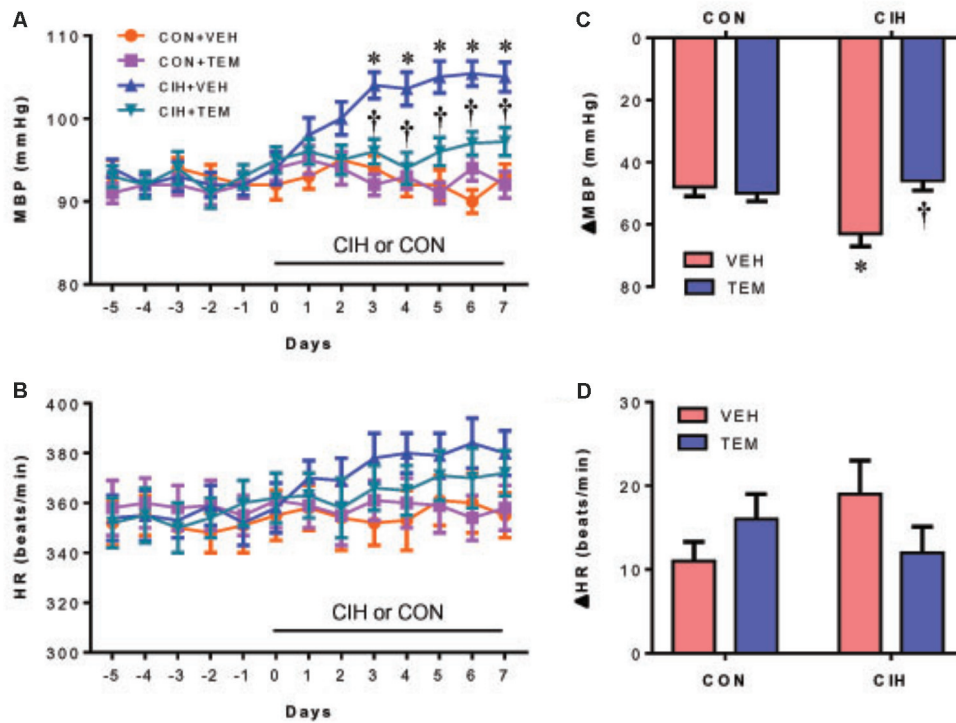 A
MBP (mmHg)
110
100
90
80
CON+VEH
CON+TEM
CIH+VEH
CIH+TEM
* * * * *
† † † † †
CIH or CON
-5 -4 -3 -2 -1 0 1 2 3 4 5 6 7
Days
C
CON CIH
▲MBP (mmHg)
0
20
40
60
80
VEH
TEM
*
†
B
HR (beats/min)
400
380
360
340
320
300
CIH or CON
-5 -4 -3 -2 -1 0 1 2 3 4 5 6 7
Days
D
▲HR (beats/min)
30
20
10
0
VEH
TEM
CON CIH